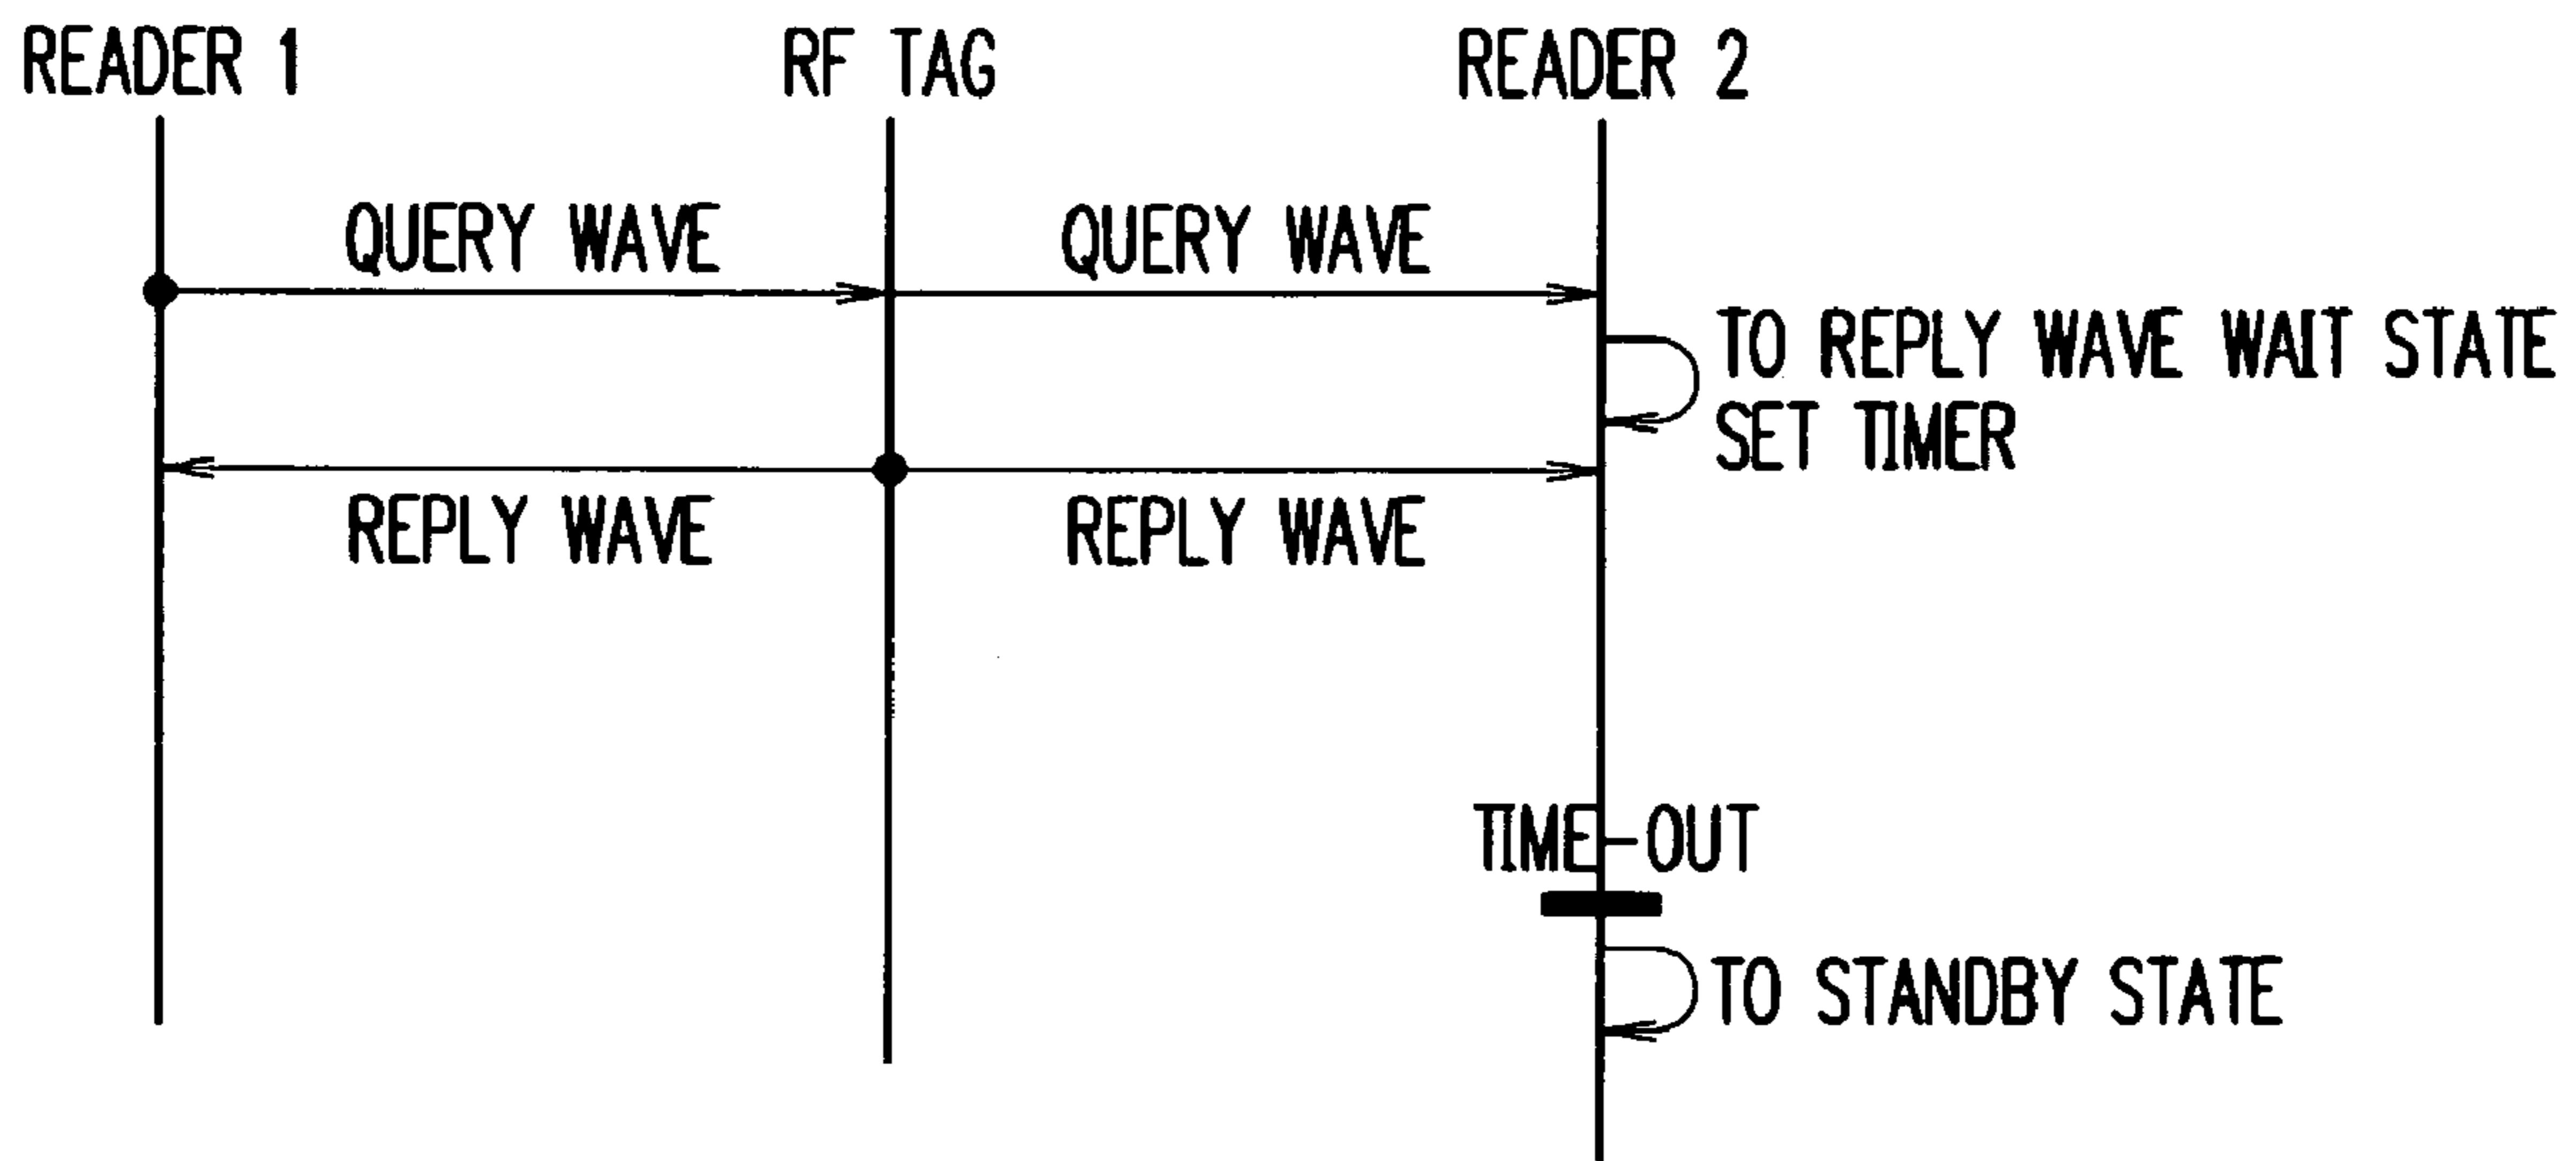 READER 1
RF TAG
READER 2
QUERY WAVE
QUERY WAVE
TO REPLY WAVE WAIT STATE
SET TIMER
REPLY WAVE
REPLY WAVE
TIME-OUT
TO STANDBY STATE